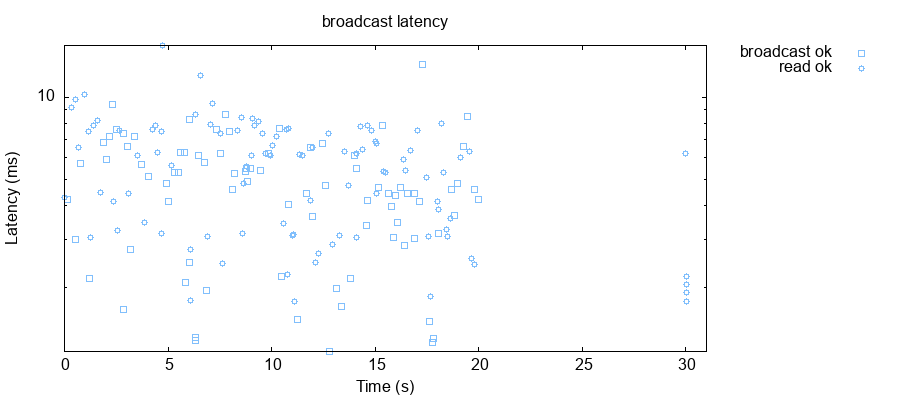 broadcast latency
broadcast ok
read ok
10
Latency (ms)
0 5 10 15 20 25 30
Time (s)